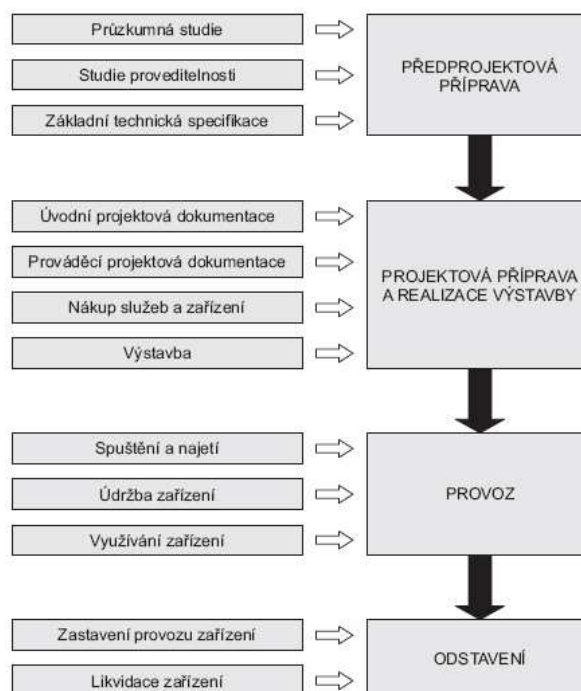 Průzkumná studie
Studie proveditelnosti
Základní technická specifikace
PŘEDPROJEKTOVÁ
PŘÍPRAVA
Úvodní projektová dokumentace
Prováděcí projektová dokumentace
Nákup služeb a zařízení
Výstavba
PROJEKTOVÁ PŘÍPRAVA
A REALIZACE VÝSTAVBY
Spuštění a najetí
Údržba zařízení
Využívání zařízení
PROVOZ
Zastavení provozu zařízení
Likvidace zařízení
ODSTAVENÍ